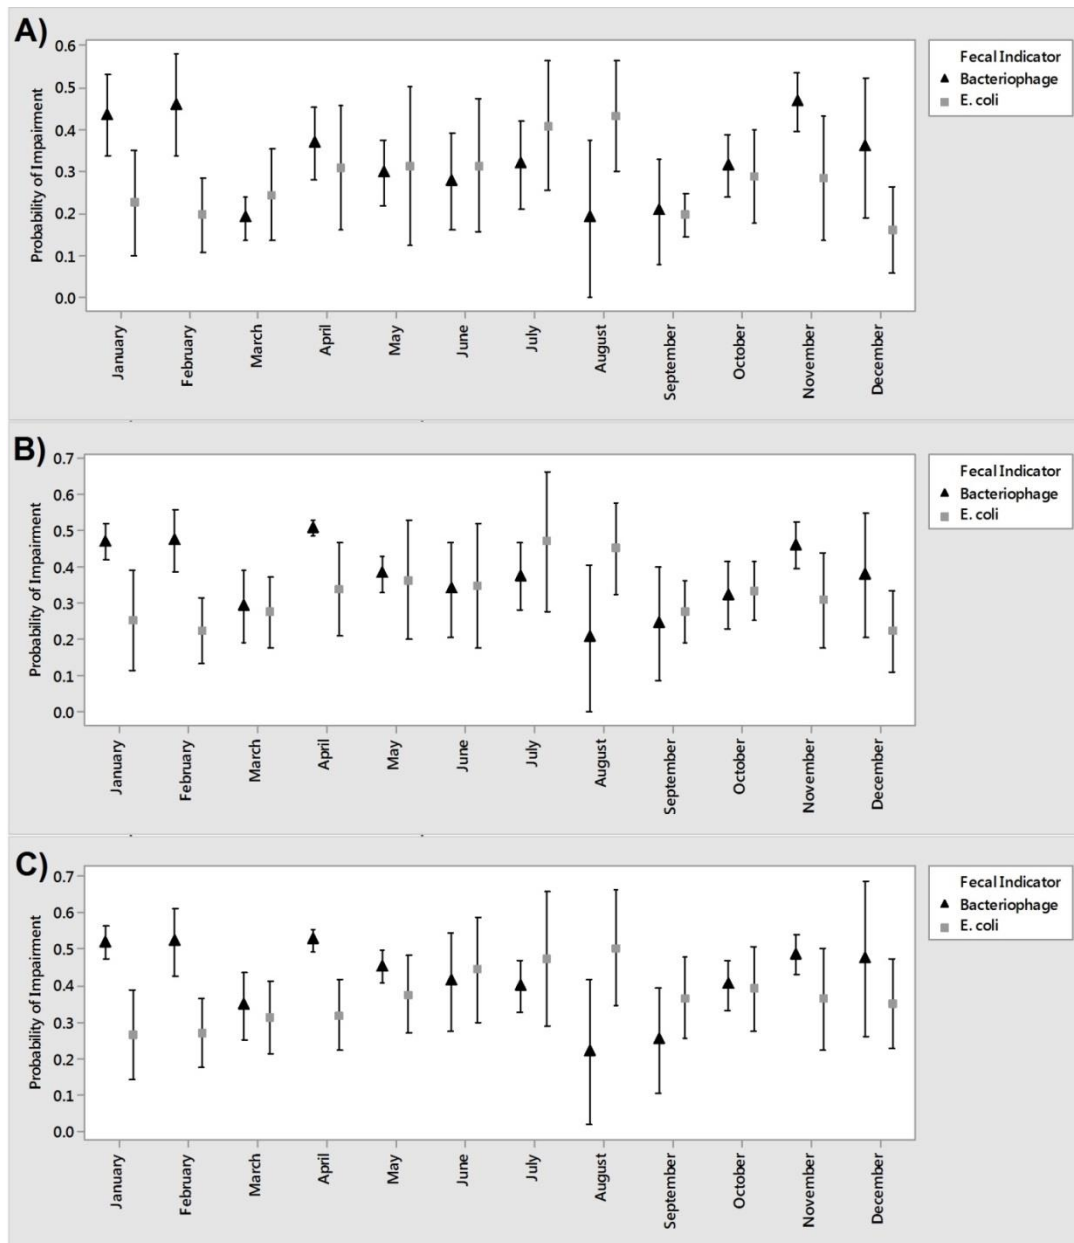 A)
Probability of Impairment
0.6
0.5
0.4
0.3
0.2
0.1
0.0
January
February
March
April
May
June
July
August
September
October
November
December
Fecal Indicator
Bacteriophage
E. coli
B)
Probability of Impairment
0.7
0.6
0.5
0.4
0.3
0.2
0.1
0.0
January
February
March
April
May
June
July
August
September
October
November
December
Fecal Indicator
Bacteriophage
E. coli
C)
Probability of Impairment
0.7
0.6
0.5
0.4
0.3
0.2
0.1
0.0
January
February
March
April
May
June
July
August
September
October
November
December
Fecal Indicator
Bacteriophage
E. coli